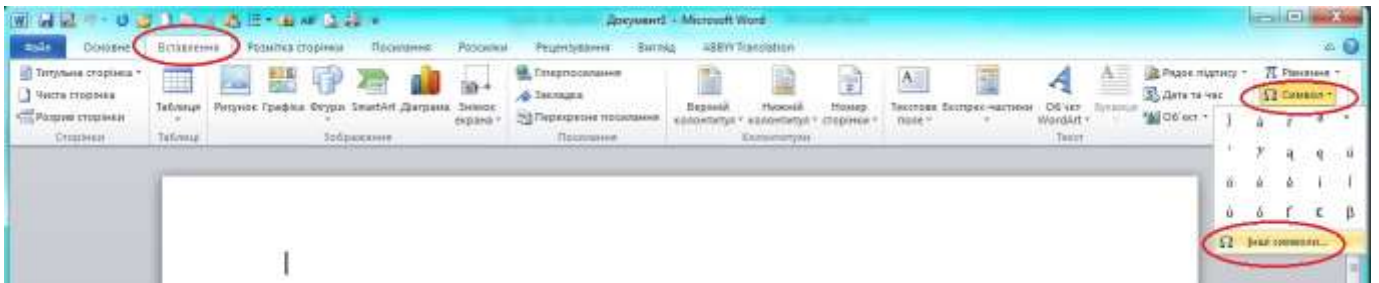 Документ1 - Microsoft Word
Файл Основне Вставлення Розмітка сторінки Посилання Розсилки Рецензування Вигляд ABBYY Translation
Титульна сторінка
Чиста сторінка
Розрив сторінки
Сторінки
Таблиця
Таблиці
Рисунок Графіка Фігури SmartArt Діаграма Знімок екрана
Зображення
Гіперпосилання
Закладка
Перехресне посилання
Посилання
Верхній колонтитул Нижній колонтитул Номер сторінки
Колонтитули
Текстове поле Експрес-частини Об'єкт WordArt Буквиця
Рядок підпису
Дата та час
Об'єкт
Текст
Рівняння
Символ
Інші символи...